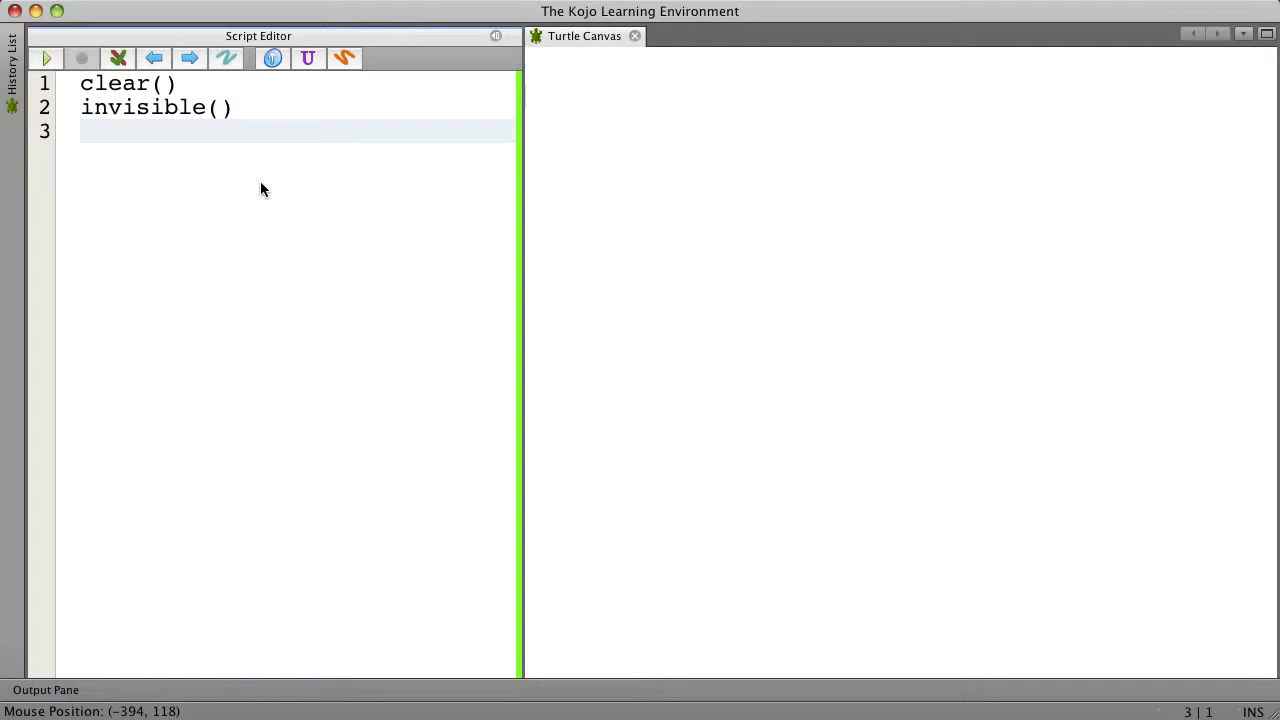 The Kojo Learning Environment
History List
Script Editor
Turtle Canvas
U
1 clear()
2 invisible()
3
Output Pane
Mouse Position: (-394, 118)
3 | 1
INS